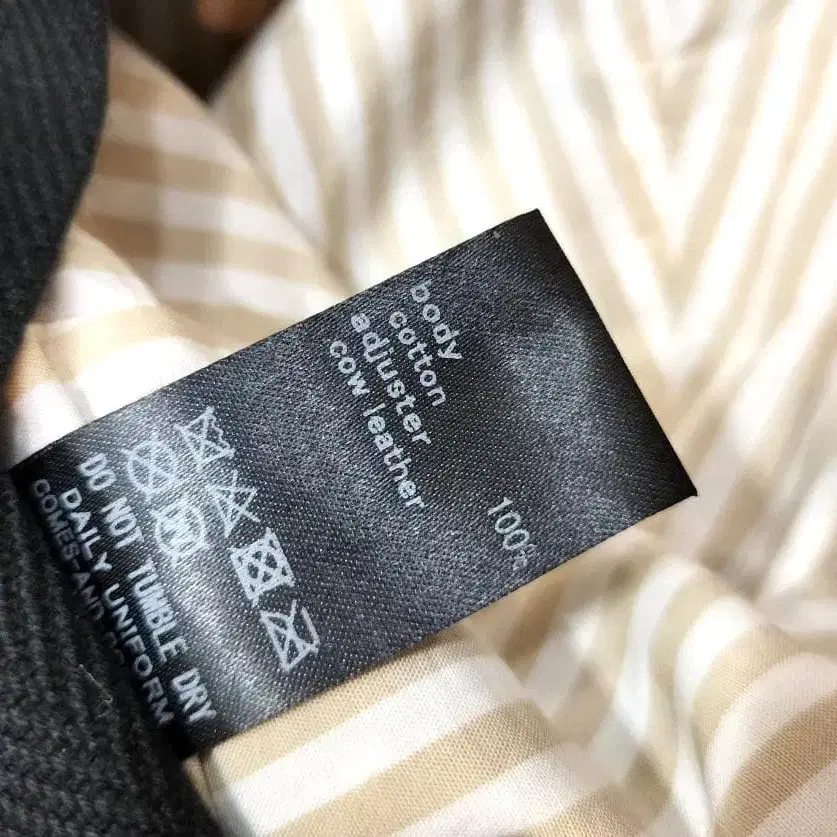 body
cotton 100%
adjuster
cow leather
DO NOT TUMBLE DRY
DAILY UNIFORM